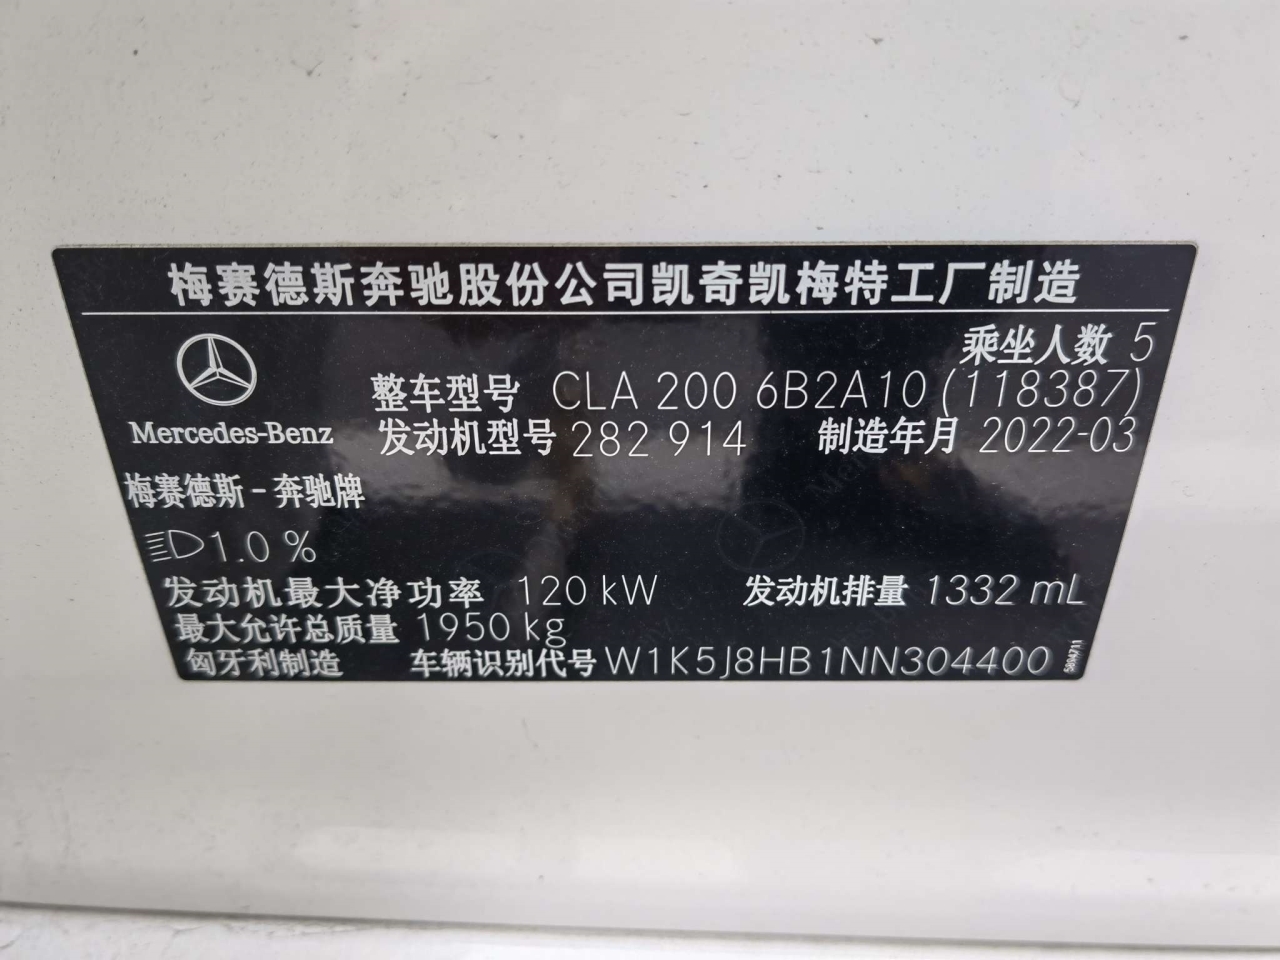 梅赛德斯奔驰股份公司凯奇凯梅特工厂制造
乘坐人数 5
整车型号 CLA 200 6B2A10 (118387)
Mercedes-Benz 发动机型号 282 914 制造年月 2022-03
梅赛德斯-奔驰牌
1.0 %
发动机最大净功率 120 kW 发动机排量 1332 mL
最大允许总质量 1950 kg
匈牙利制造 车辆识别代号 W1K5J8HB1NN304400